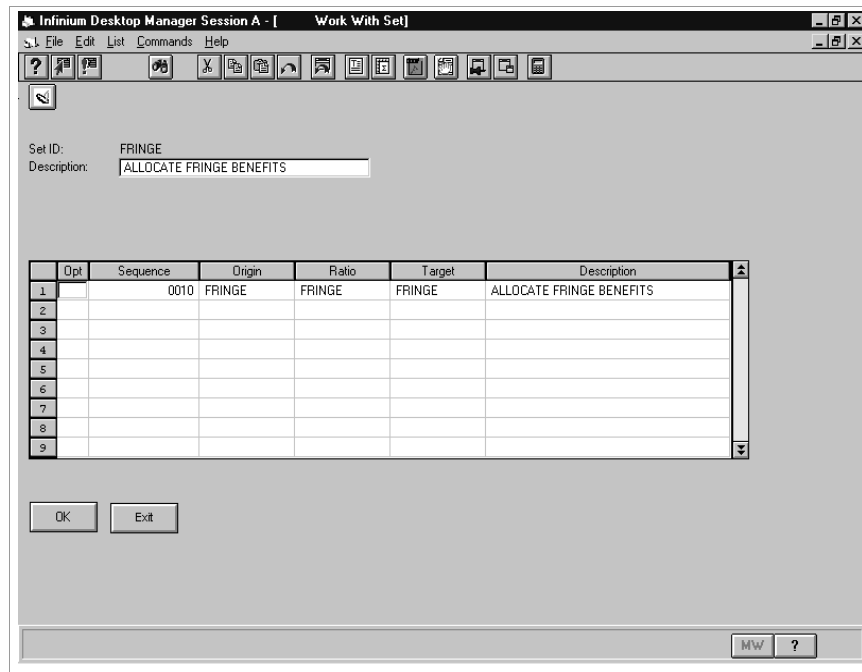 Infinium Desktop Manager Session A - [ Work With Set]
File Edit List Commands Help
Set ID: FRINGE
Description: ALLOCATE FRINGE BENEFITS
Opt Sequence Origin Ratio Target Description
1 0010 FRINGE FRINGE FRINGE ALLOCATE FRINGE BENEFITS
2
3
4
5
6
7
8
9
OK Exit
MW ?